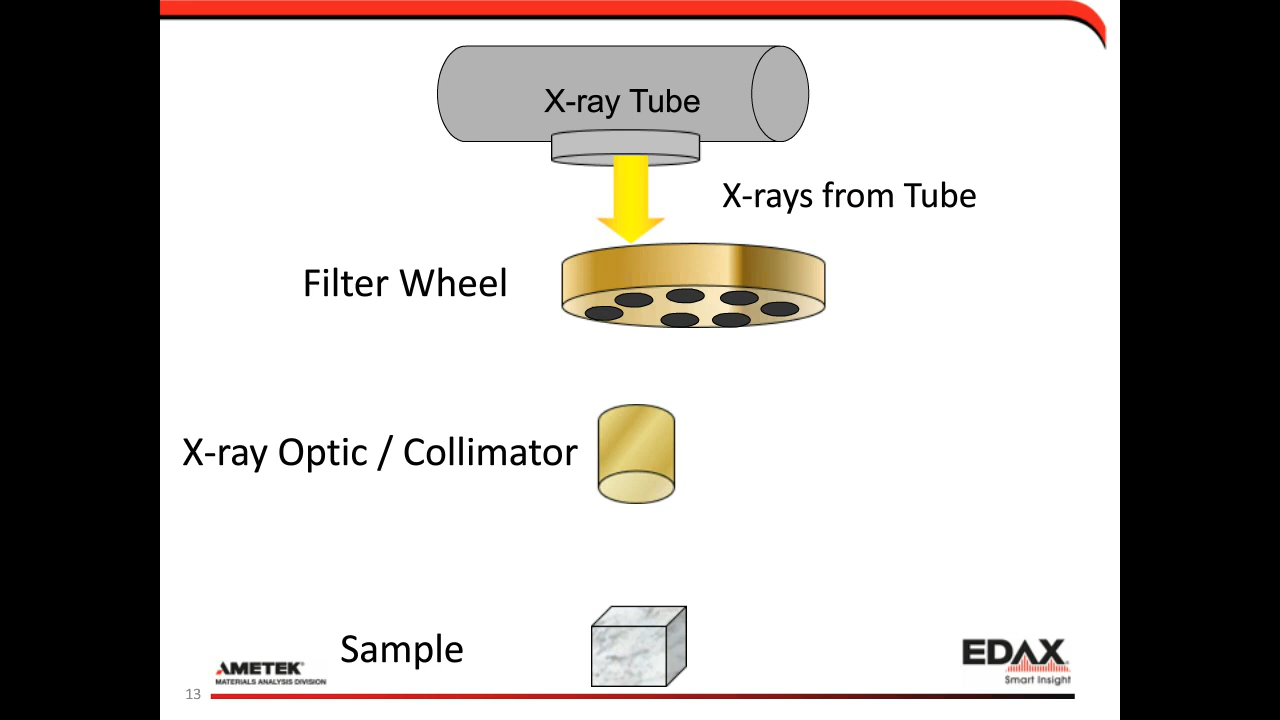 X-ray Tube
X-rays from Tube
Filter Wheel
X-ray Optic / Collimator
Sample
AMETEK®
MATERIALS ANALYSIS DIVISION
EDAX
Smart Insight
13